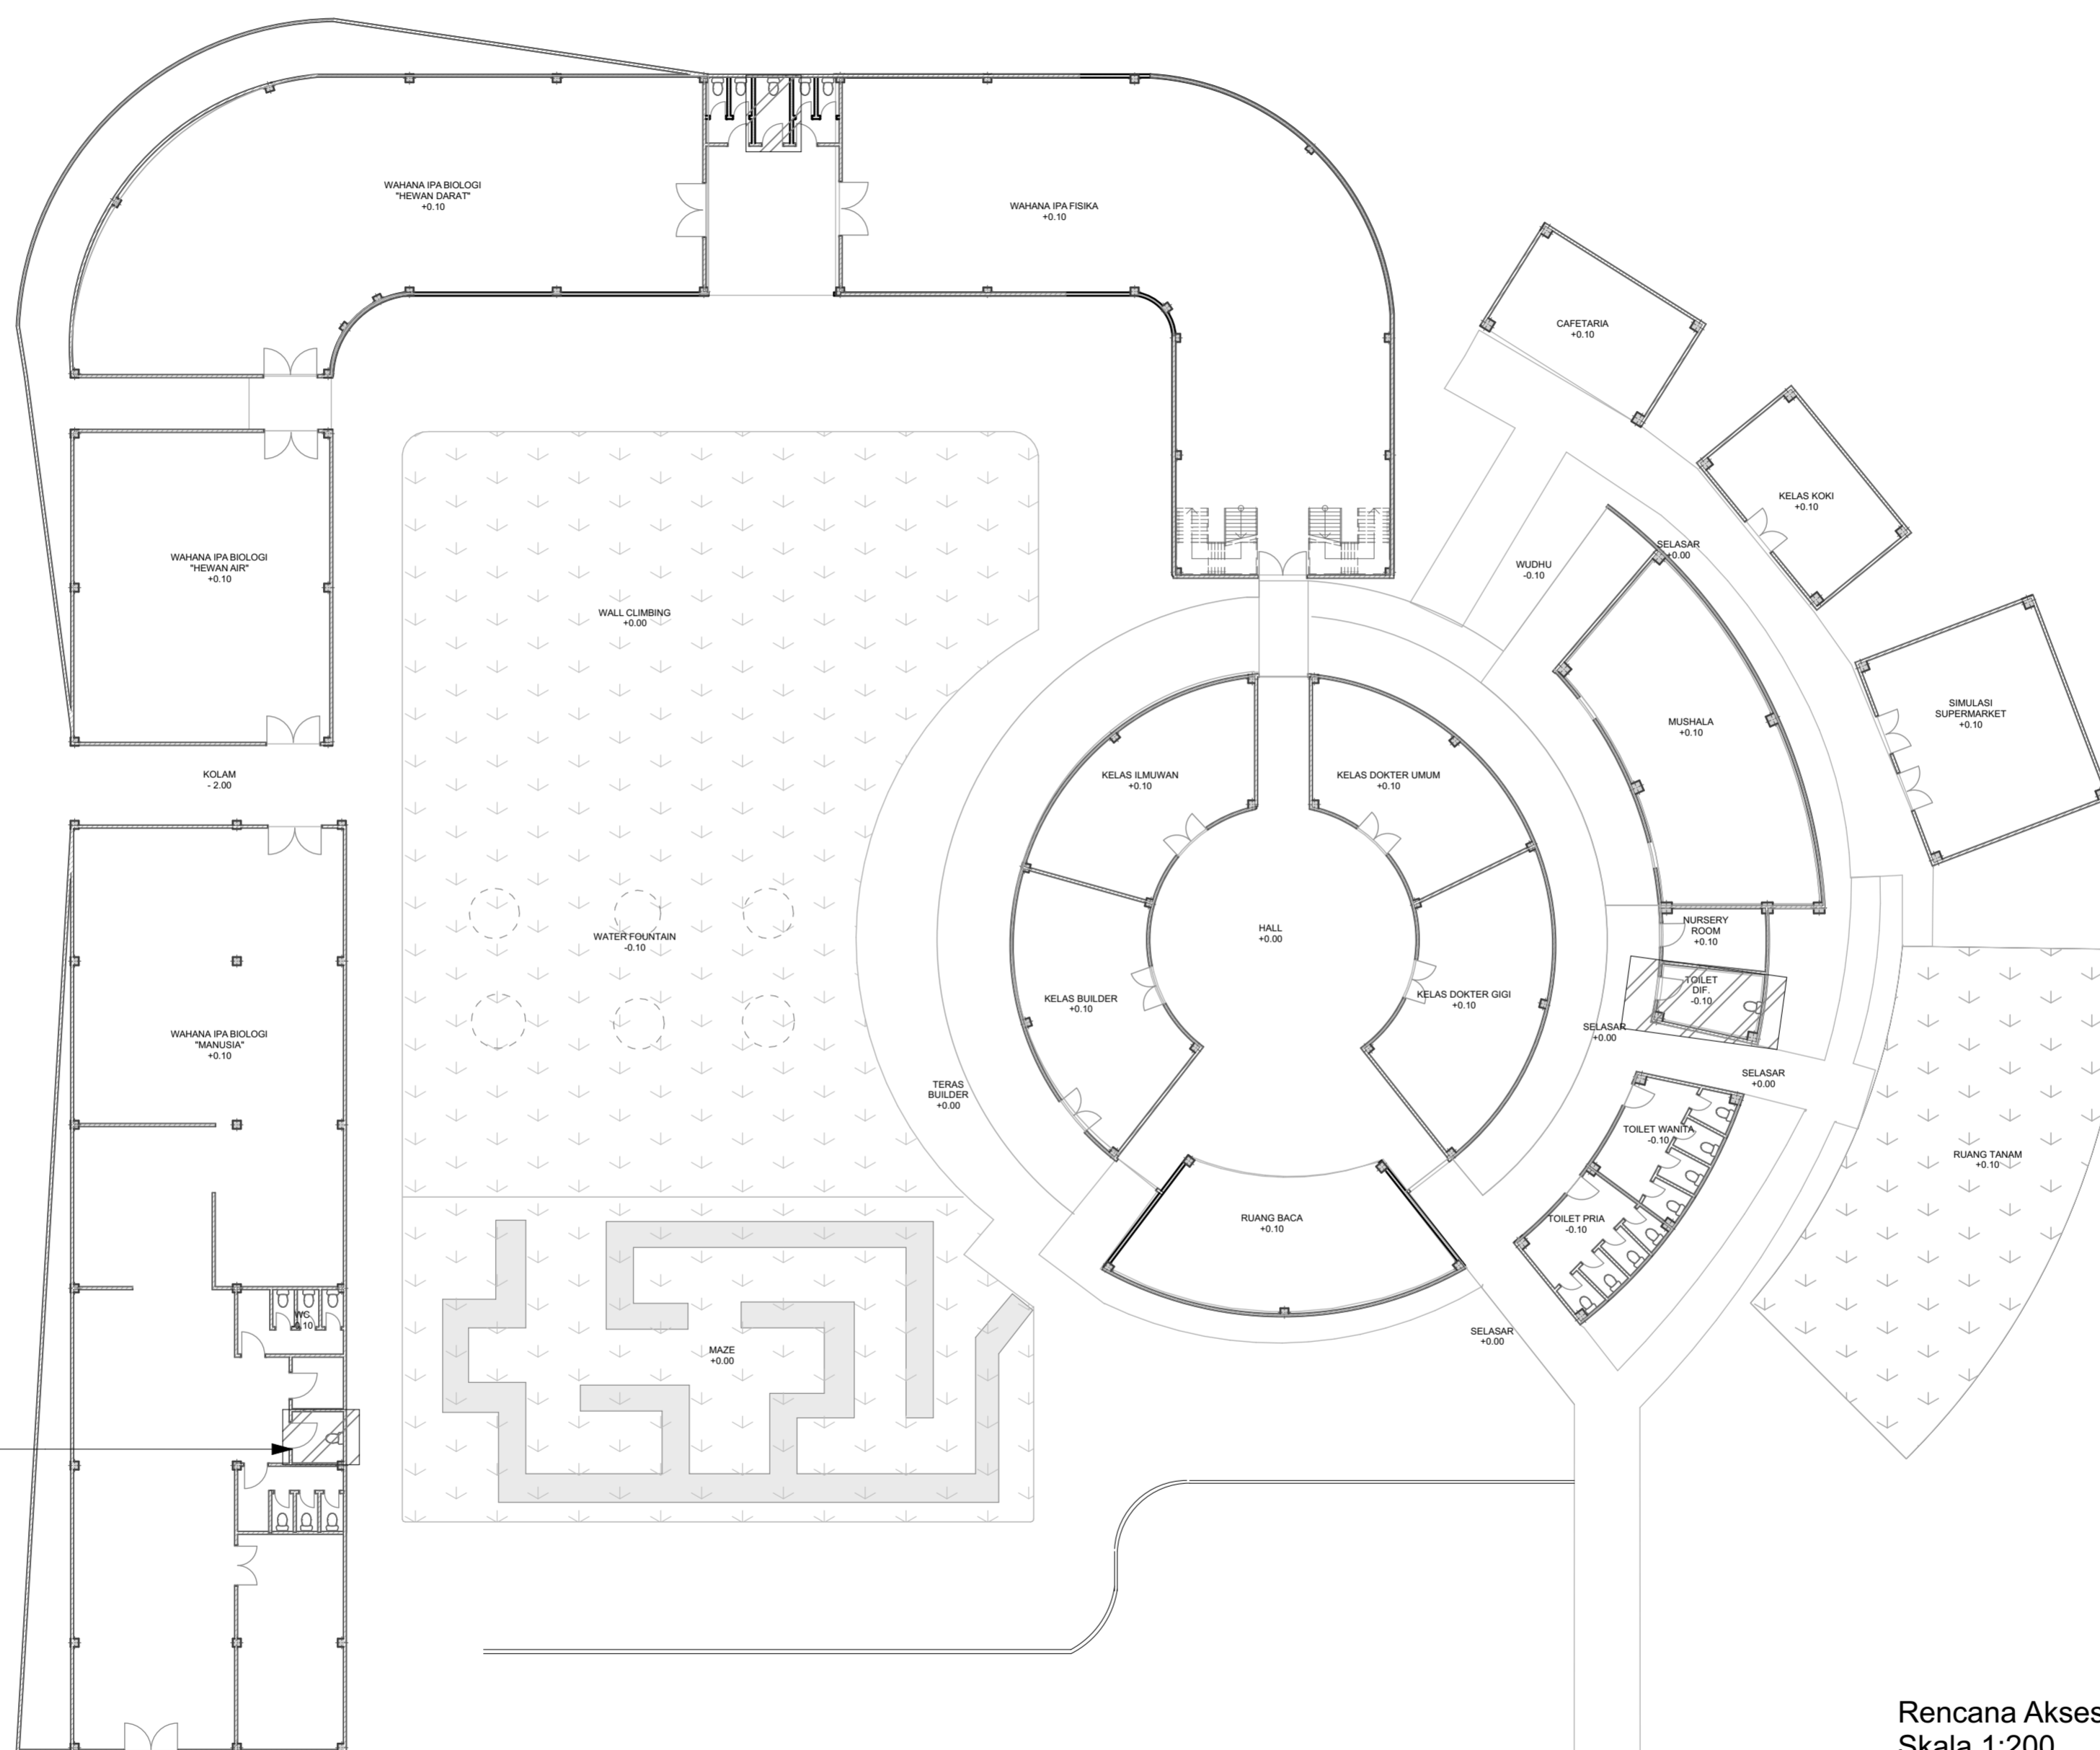 WAHANA IPA BIOLOGI
"HEWAN DARAT"
+0.10
WAHANA IPA FISIKA
+0.10
CAFETARIA
+0.10
KELAS KOKI
+0.10
WAHANA IPA BIOLOGI
"HEWAN AIR"
+0.10
WALL CLIMBING
+0.00
WUDHU
-0.10
SELASAR
+0.00
SIMULASI
SUPERMARKET
+0.10
MUSHALA
+0.10
KOLAM
- 2.00
KELAS ILMUWAN
+0.10
KELAS DOKTER UMUM
+0.10
WATER FOUNTAIN
-0.10
HALL
+0.00
NURSERY
ROOM
+0.10
KELAS BUILDER
+0.10
KELAS DOKTER GIGI
+0.10
TOILET
DIF.
-0.10
SELASAR
+0.00
WAHANA IPA BIOLOGI
"MANUSIA"
+0.10
TERAS
BUILDER
+0.00
SELASAR
+0.00
TOILET WANITA
-0.10
RUANG TANAM
+0.10
RUANG BACA
+0.10
TOILET PRIA
-0.10
WC
MAZE
+0.00
SELASAR
+0.00
Rencana Akses
Skala 1:200